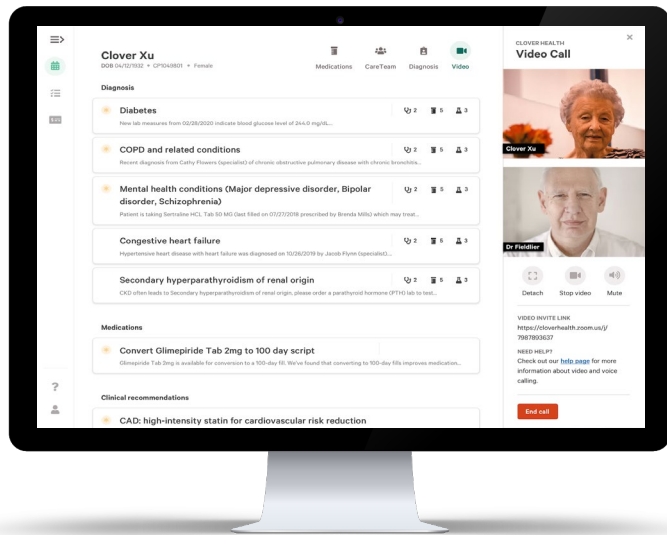 Clover Xu
DOB 04/12/1932 • CP1049801 • Female
Medications
CareTeam
Diagnosis
Video
Diagnosis
Diabetes
New lab measures from 02/28/2020 indicate blood glucose level of 244.0 mg/dL...
2 5 3
COPD and related conditions
Recent diagnosis from Cathy Flowers (specialist) of chronic obstructive pulmonary disease with chronic bronchitis...
2 5 3
Mental health conditions (Major depressive disorder, Bipolar
disorder, Schizophrenia)
Patient is taking Sertraline HCL Tab 50 MG (last filled on 07/27/2018 prescribed by Brenda Mills) which may treat...
2 5 3
Congestive heart failure
Hypertensive heart disease with heart failure was diagnosed on 10/26/2019 by Jacob Flynn (specialist)...
2 5 3
Secondary hyperparathyroidism of renal origin
CKD often leads to Secondary hyperparathyroidism of renal origin, please order a parathyroid hormone (PTH) lab to test...
2 5 3
Medications
Convert Glimepiride Tab 2mg to 100 day script
Glimepiride Tab 2mg is available for conversion to a 100-day fill. We've found that converting to 100-day fills improves medication...
Clinical recommendations
CAD: high-intensity statin for cardiovascular risk reduction
?
CLOVER HEALTH
Video Call
Clover Xu
Dr Fieldlier
Detach
Stop video
Mute
VIDEO INVITE LINK
https://cloverhealth.zoom.us/j/
7987893637
NEED HELP?
Check out our help page for more
information about video and voice
calling.
End call